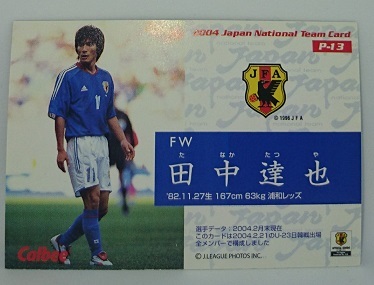 2004 Japan National Team Card
P-13
JFA
© 1996 J F A
FW
た なか たつ や
田中達也
'82.11.27生 167cm 63kg 浦和レッズ
選手データ：2004.2月末現在
このカードは2004.2.21のU-23日韓戦出場
全メンバーで構成しました
© J.LEAGUE PHOTOS INC.
Calbee
11